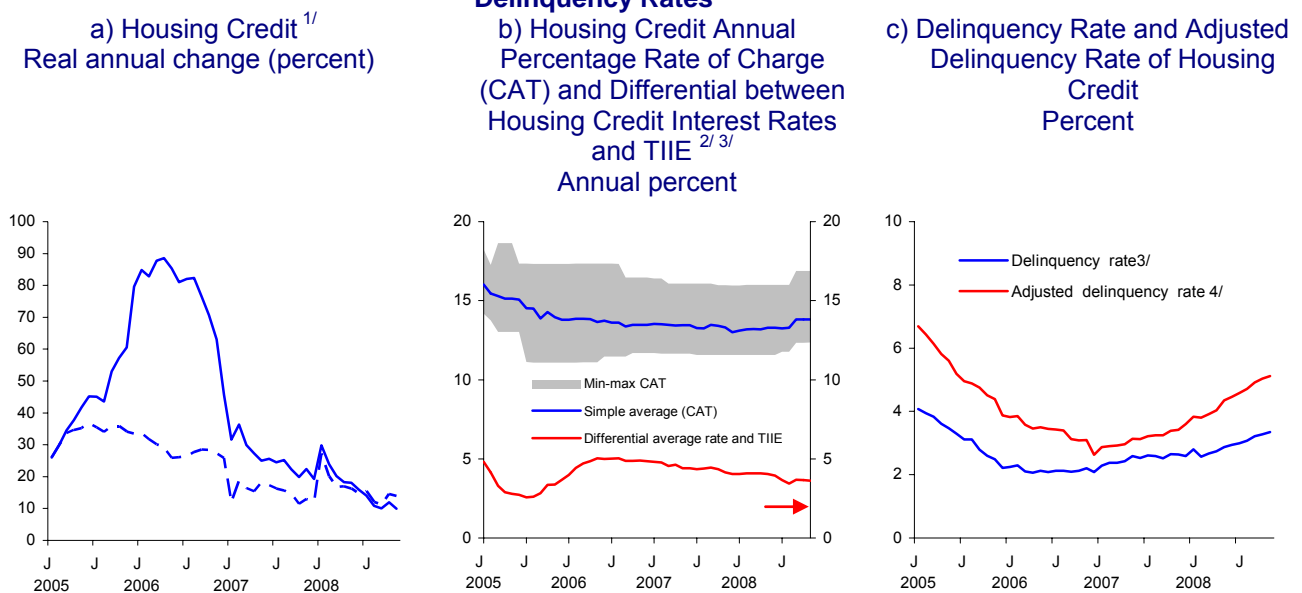 Delinquency Rates
a) Housing Credit 1/
Real annual change (percent)
b) Housing Credit Annual
Percentage Rate of Charge
(CAT) and Differential between
Housing Credit Interest Rates
and TIIE 2/ 3/
Annual percent
c) Delinquency Rate and Adjusted
Delinquency Rate of Housing
Credit
Percent
100
90
80
70
60
50
40
30
20
10
0
J J J J J J J J
2005 2006 2007 2008
20
15
10
5
0
Min-max CAT
Simple average (CAT)
Differential average rate and TIIE
20
15
10
5
0
J J J J J J J J
2005 2006 2007 2008
10
8
6
4
2
0
Delinquency rate3/
Adjusted delinquency rate 4/
J J J J J J J J
2005 2006 2007 2008